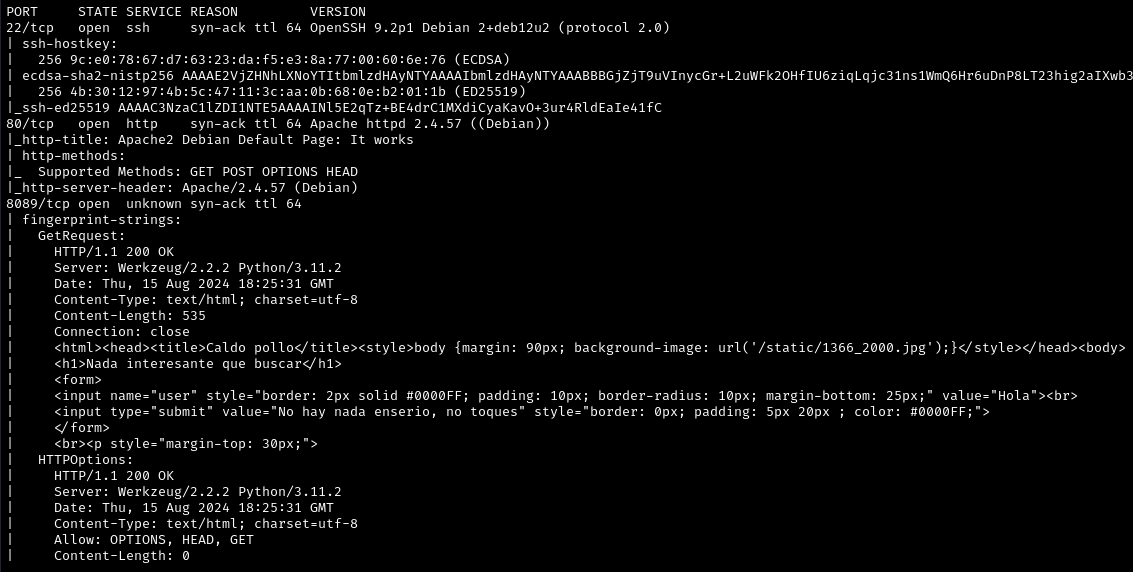 PORT     STATE SERVICE REASON         VERSION
22/tcp   open  ssh     syn-ack ttl 64 OpenSSH 9.2p1 Debian 2+deb12u2 (protocol 2.0)
| ssh-hostkey:
|   256 9c:e0:78:67:d7:63:23:da:f5:e3:8a:77:00:60:6e:76 (ECDSA)
| ecdsa-sha2-nistp256 AAAAE2VjZHNhLXNoYTItbmlzdHAyNTYAAAAIbmlzdHAyNTYAAABBBGjZjT9uVInycGr+L2uWFk2OHfIU6ziqLqjc31ns1WmQ6Hr6uDnP8LT23hig2aIXwb3
|   256 4b:30:12:97:4b:5c:47:11:3c:aa:0b:68:0e:b2:01:1b (ED25519)
|_ssh-ed25519 AAAAC3NzaC1lZDI1NTE5AAAAINl5E2qTz+BE4drC1MXdiCyaKavO+3ur4RldEaIe41fC
80/tcp   open  http    syn-ack ttl 64 Apache httpd 2.4.57 ((Debian))
|_http-title: Apache2 Debian Default Page: It works
| http-methods:
|_  Supported Methods: GET POST OPTIONS HEAD
|_http-server-header: Apache/2.4.57 (Debian)
8089/tcp open  unknown syn-ack ttl 64
| fingerprint-strings:
|   GetRequest:
|     HTTP/1.1 200 OK
|     Server: Werkzeug/2.2.2 Python/3.11.2
|     Date: Thu, 15 Aug 2024 18:25:31 GMT
|     Content-Type: text/html; charset=utf-8
|     Content-Length: 535
|     Connection: close
|     <html><head><title>Caldo pollo</title><style>body {margin: 90px; background-image: url('/static/1366_2000.jpg');}</style></head><body>
|     <h1>Nada interesante que buscar</h1>
|     <form>
|     <input name="user" style="border: 2px solid #0000FF; padding: 10px; border-radius: 10px; margin-bottom: 25px;" value="Hola"><br>
|     <input type="submit" value="No hay nada enserio, no toques" style="border: 0px; padding: 5px 20px ; color: #0000FF;">
|     </form>
|     <br><p style="margin-top: 30px;">
|   HTTPOptions:
|     HTTP/1.1 200 OK
|     Server: Werkzeug/2.2.2 Python/3.11.2
|     Date: Thu, 15 Aug 2024 18:25:31 GMT
|     Content-Type: text/html; charset=utf-8
|     Allow: OPTIONS, HEAD, GET
|     Content-Length: 0